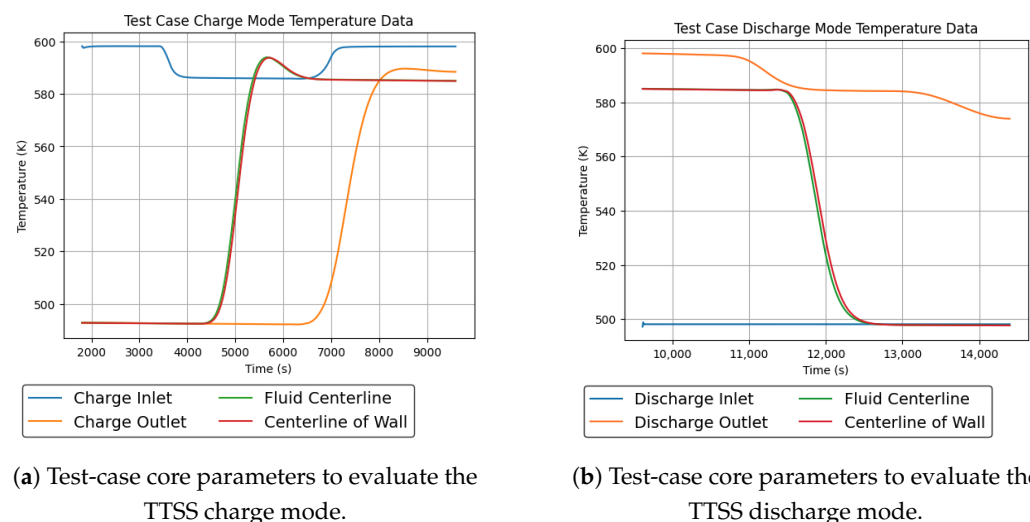 Test Case Charge Mode Temperature Data
600
580
560
540
520
500
Temperature (K)
2000 3000 4000 5000 6000 7000 8000 9000
Time (s)
Charge Inlet Fluid Centerline
Charge Outlet Centerline of Wall
(a) Test-case core parameters to evaluate the
TTSS charge mode.
Test Case Discharge Mode Temperature Data
600
580
560
540
520
500
Temperature (K)
10,000 11,000 12,000 13,000 14,000
Time (s)
Discharge Inlet Fluid Centerline
Discharge Outlet Centerline of Wall
(b) Test-case core parameters to evaluate the
TTSS discharge mode.